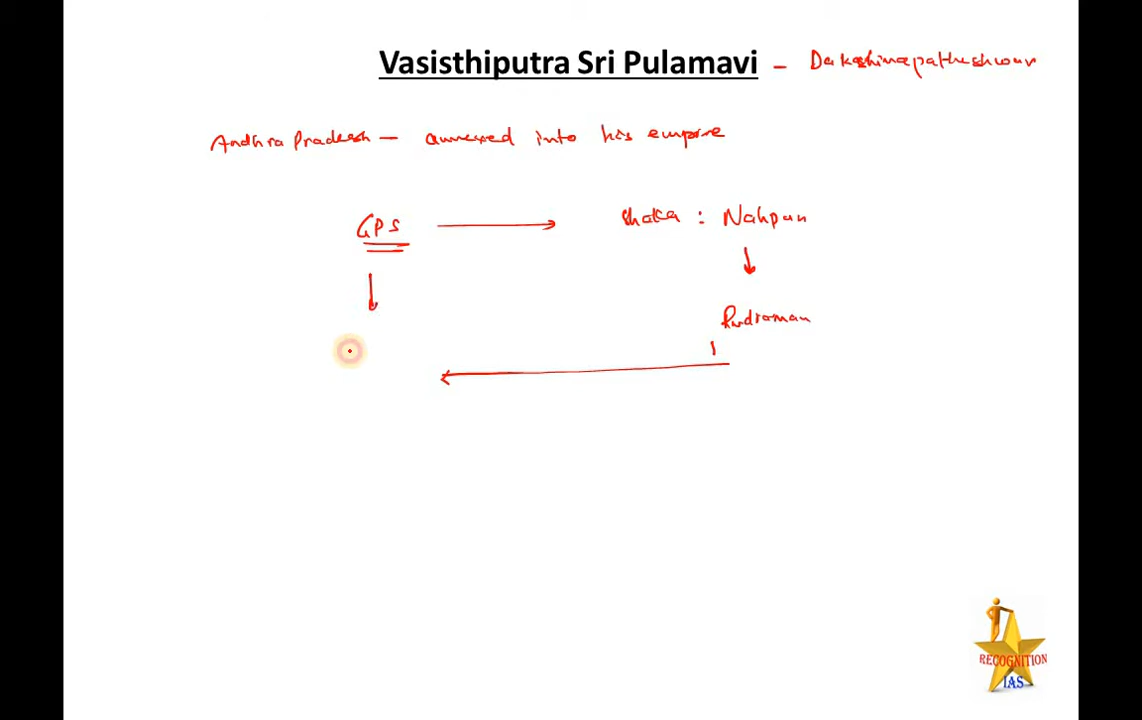 Vasisthiputra Sri Pulamavi – Dakshinapatheshwar
Andhra Pradesh – annexed into his empire
GPS → Shaka : Nahpan
Rudraman
RECOGNITION
IAS